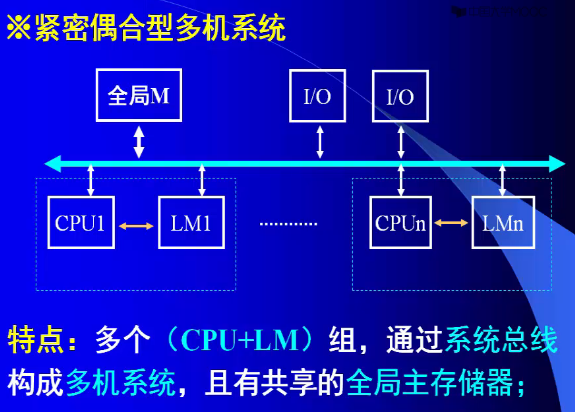 ※紧密偶合型多机系统
全局M
I/O
I/O
CPU1
LM1
............
CPUn
LMn
特点：多个（CPU+LM）组，通过系统总线
构成多机系统，且有共享的全局主存储器；